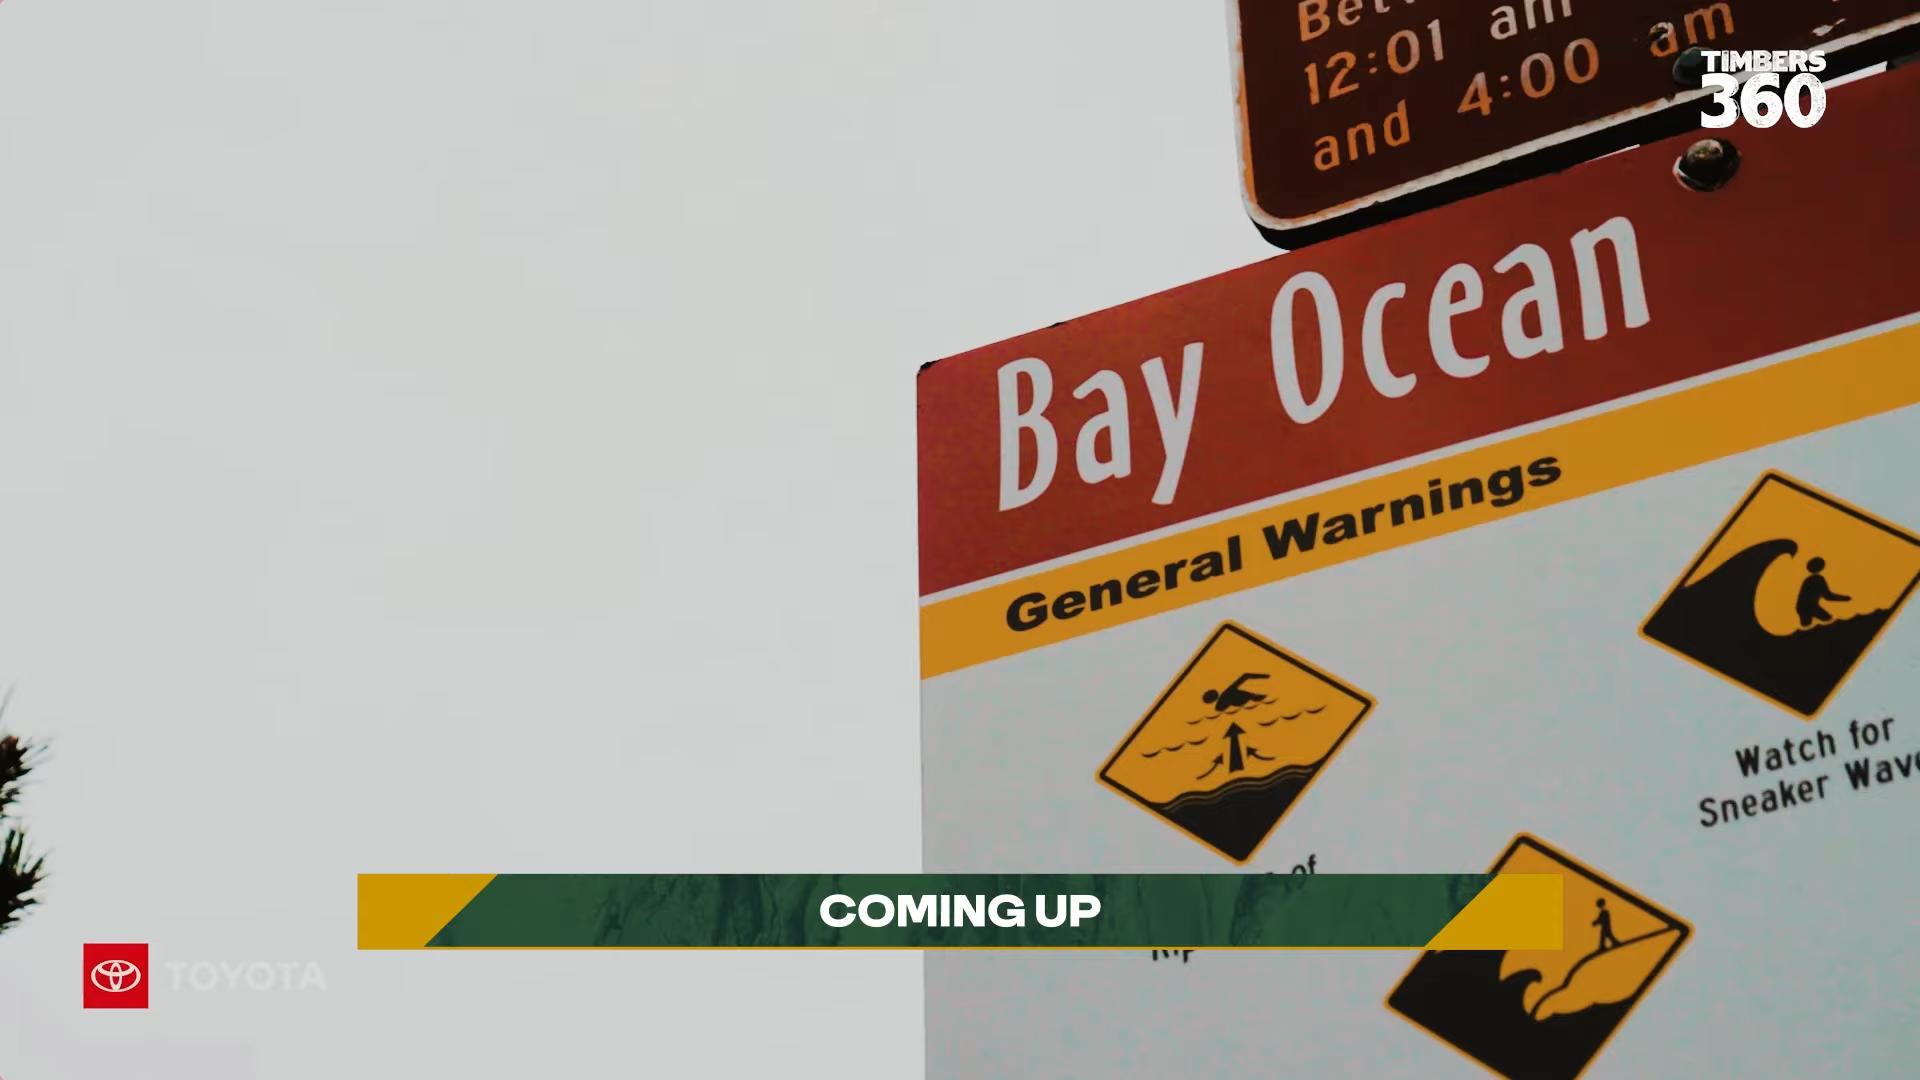 12:01 am
and 4:00 am
TIMBERS
360
Bay Ocean
General Warnings
Watch for
Sneaker
of
COMING UP
TOYOTA